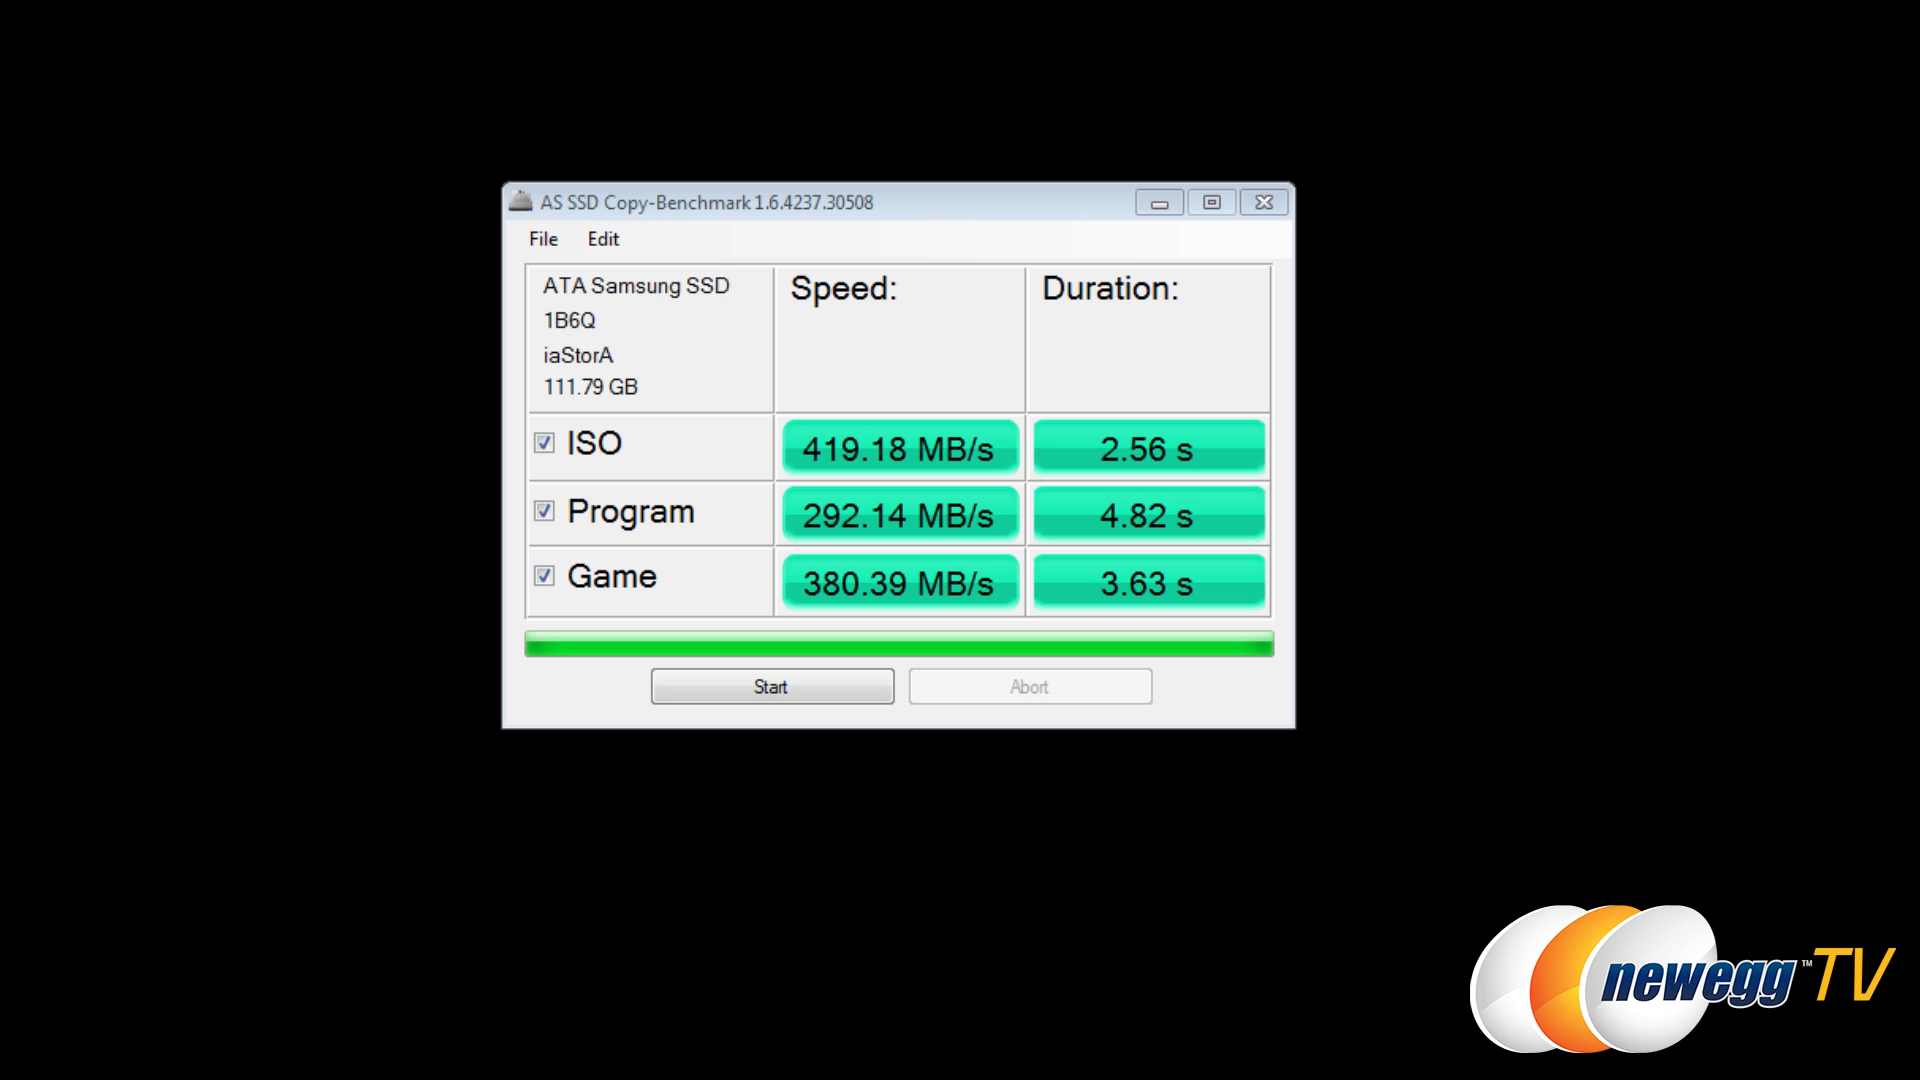 AS SSD Copy-Benchmark 1.6.4237.30508
File Edit
ATA Samsung SSD
1B6Q
iaStorA
111.79 GB
Speed:
Duration:
ISO 419.18 MB/s 2.56 s
Program 292.14 MB/s 4.82 s
Game 380.39 MB/s 3.63 s
Start Abort
newegg™ TV